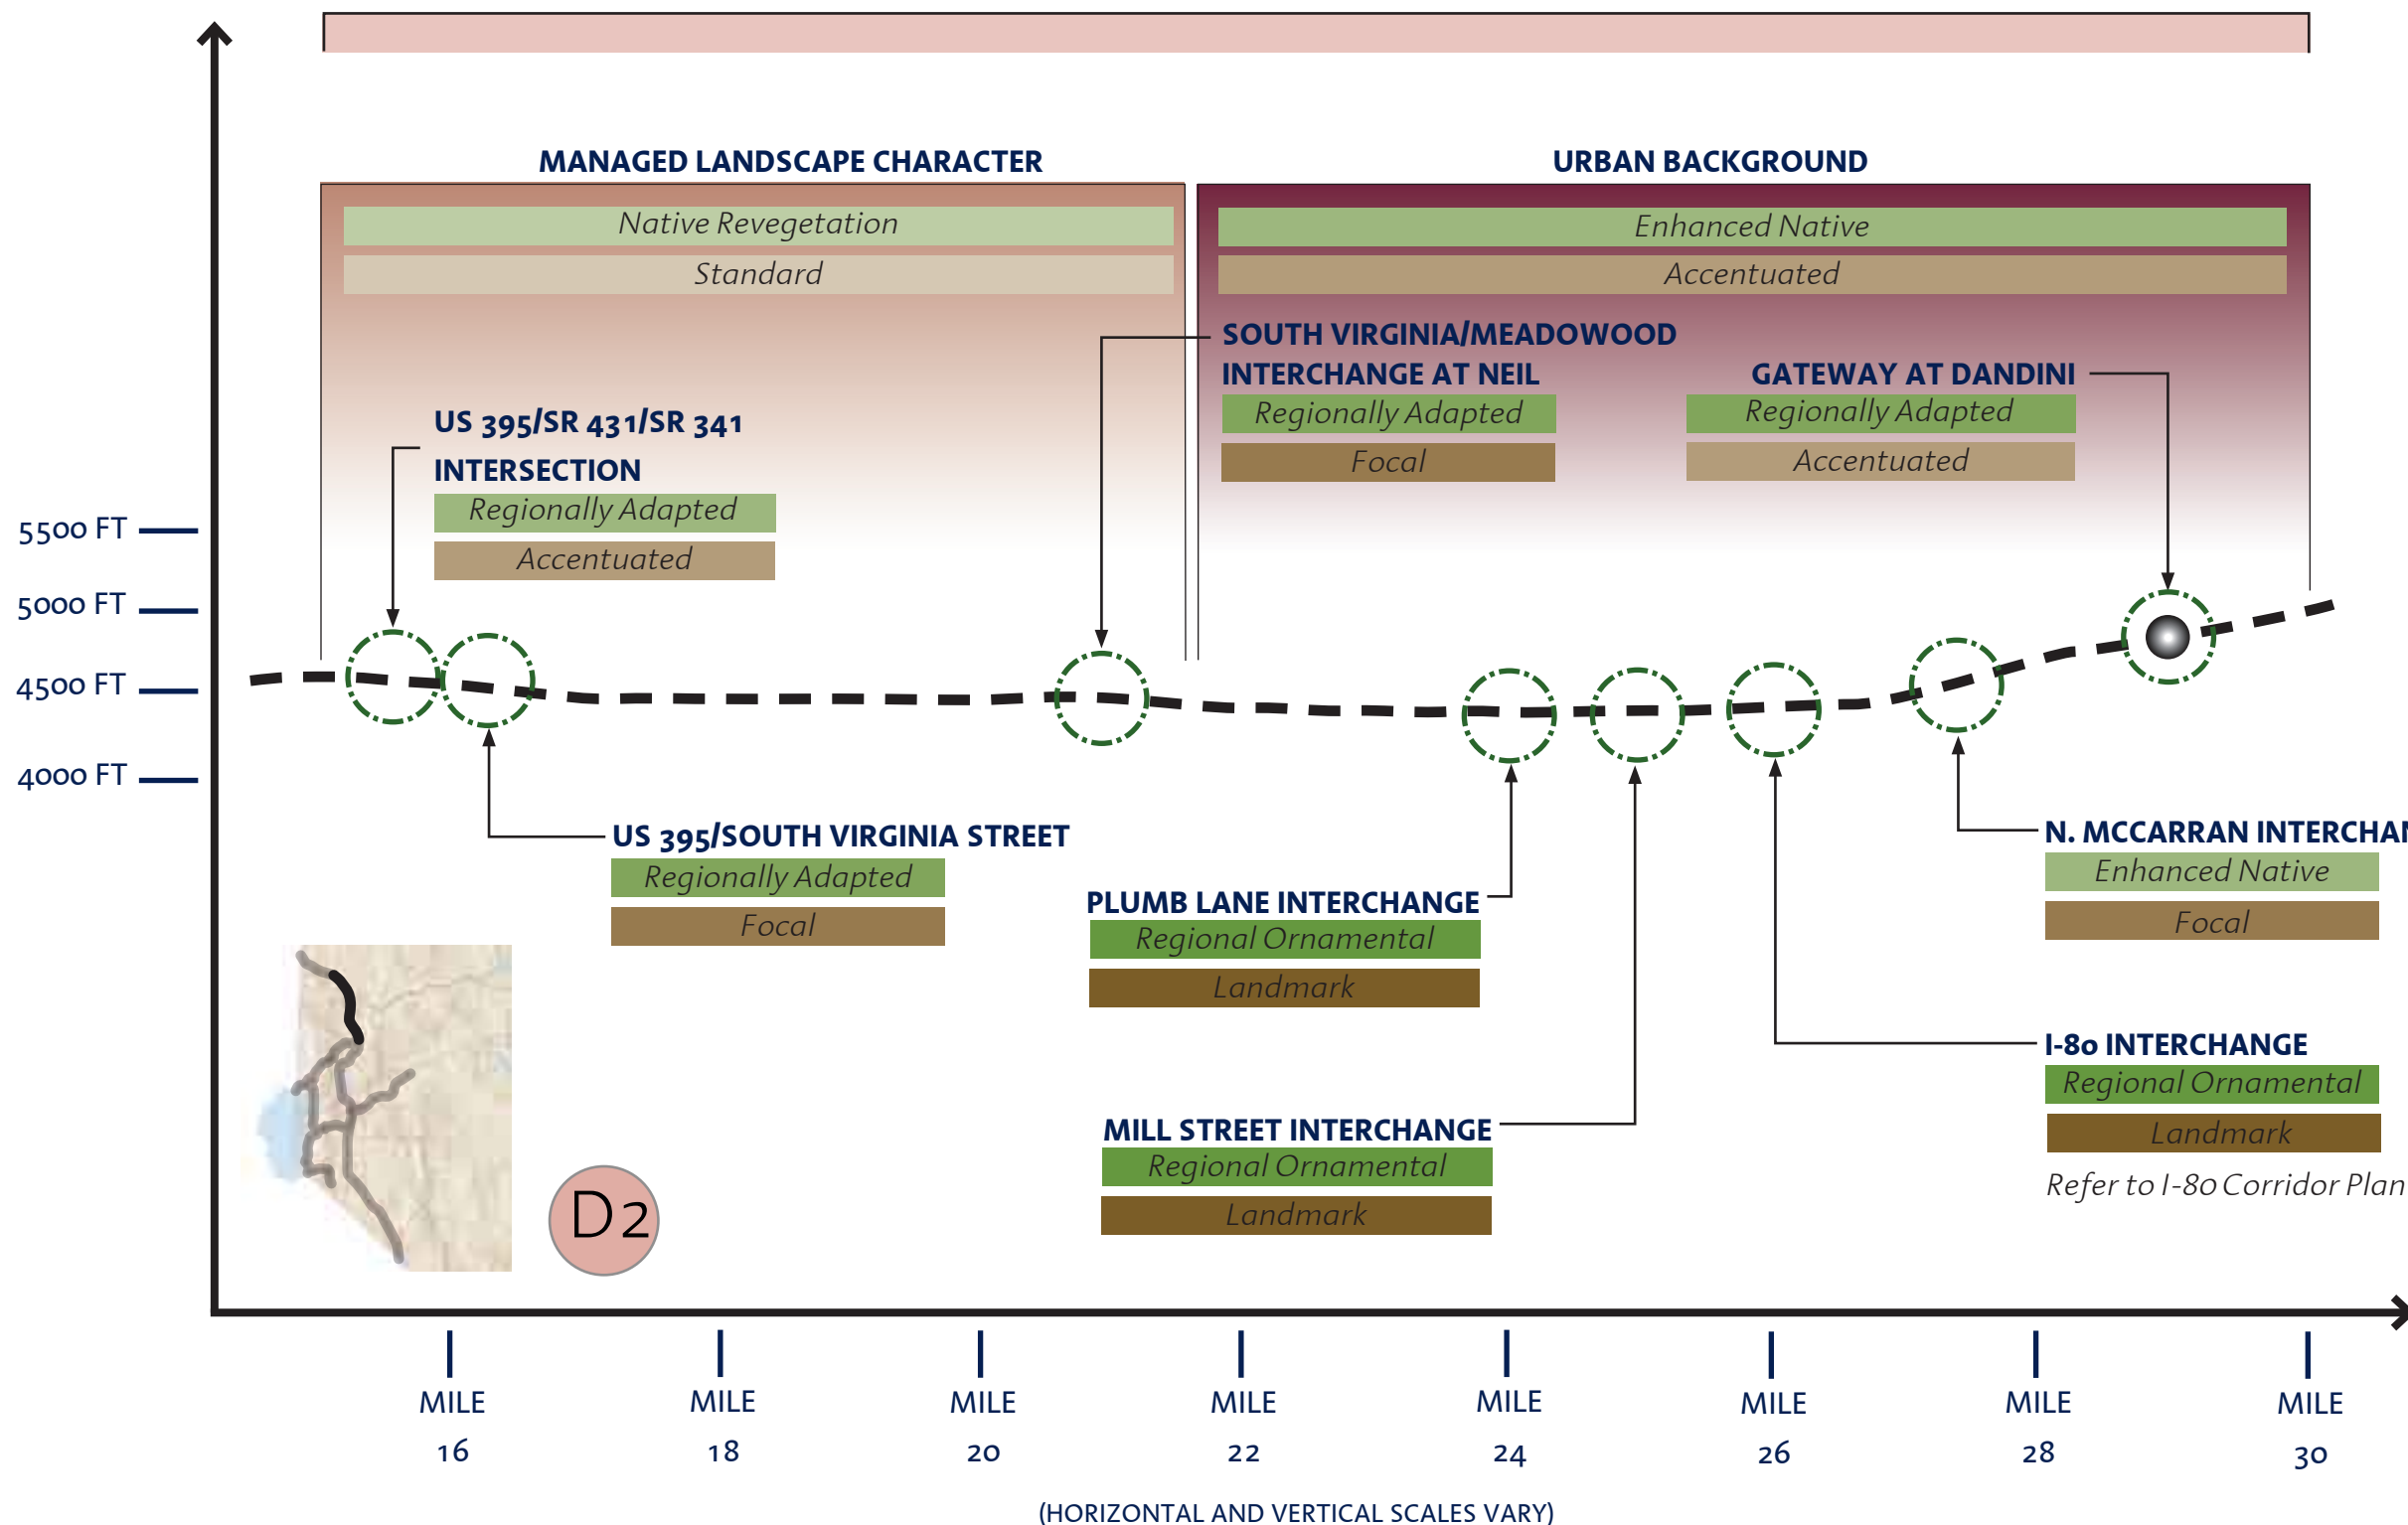 MANAGED LANDSCAPE CHARACTER
Native Revegetation
Standard
URBAN BACKGROUND
Enhanced Native
Accentuated
US 395/SR 431/SR 341
INTERSECTION
Regionally Adapted
Accentuated
SOUTH VIRGINIA/MEADOWOOD
INTERCHANGE AT NEIL
Regionally Adapted
Focal
GATEWAY AT DANDINI
Regionally Adapted
Accentuated
5500 FT
5000 FT
4500 FT
4000 FT
US 395/SOUTH VIRGINIA STREET
Regionally Adapted
Focal
PLUMB LANE INTERCHANGE
Regional Ornamental
Landmark
MILL STREET INTERCHANGE
Regional Ornamental
Landmark
N. MCCARRAN INTERCHAN
Enhanced Native
Focal
I-80 INTERCHANGE
Regional Ornamental
Landmark
Refer to I-80 Corridor Plan
D2
MILE MILE MILE MILE MILE MILE MILE MILE
16 18 20 22 24 26 28 30
(HORIZONTAL AND VERTICAL SCALES VARY)